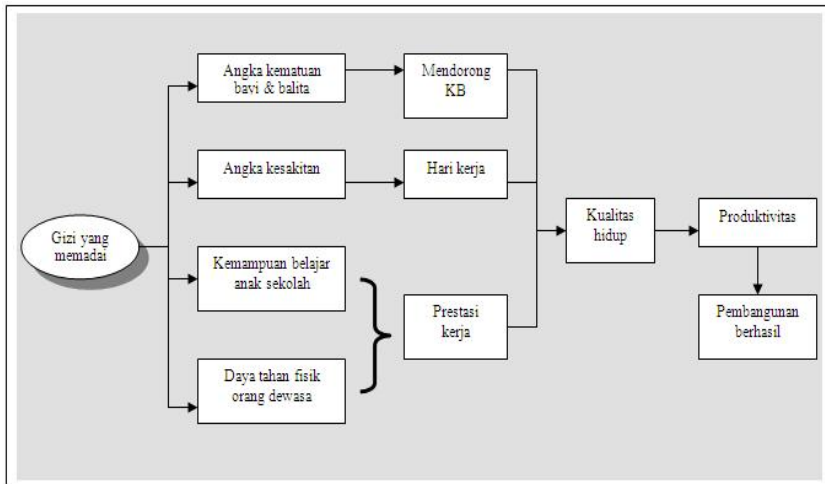 Angka kematuan
bavi & balita
Mendorong
KB
Angka kesakitan
Hari kerja
Gizi yang
memadai
Kualitas
hidup
Produktivitas
Kemampuan belajar
anak sekolah
Prestasi
kerja
Pembangunan
berhasil
Daya tahan fisik
orang dewasa